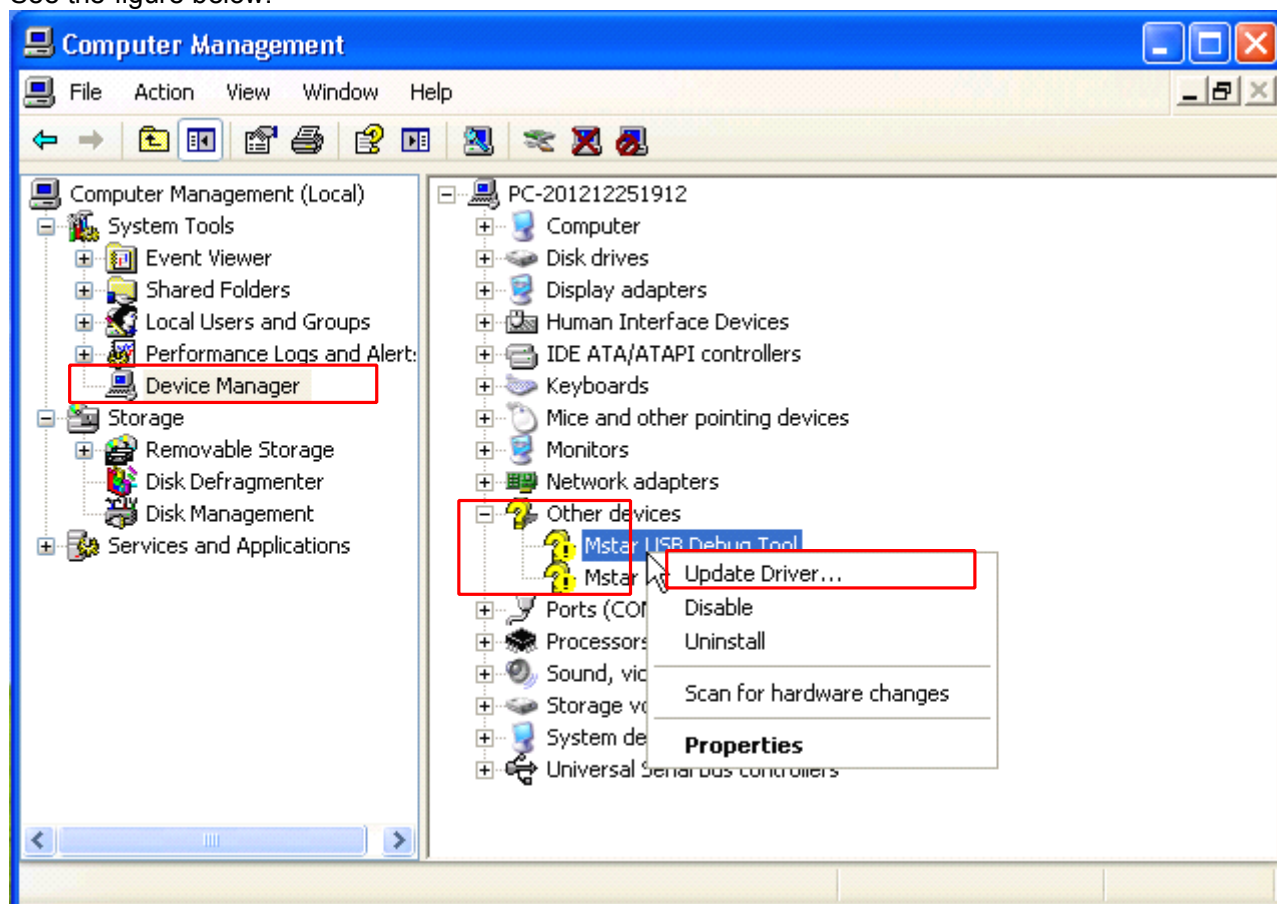 See the figure below.
Computer Management
File Action View Window Help
Computer Management (Local)
System Tools
Event Viewer
Shared Folders
Local Users and Groups
Performance Logs and Alert
Device Manager
Storage
Removable Storage
Disk Defragmenter
Disk Management
Services and Applications
PC-201212251912
Computer
Disk drives
Display adapters
Human Interface Devices
IDE ATA/ATAPI controllers
Keyboards
Mice and other pointing devices
Monitors
Network adapters
Other devices
Mstar USB Debug Tool
Mstar
Ports (CO
Processors
Sound, vid
Storage vo
System de
Universal Serial Bus controllers
Update Driver...
Disable
Uninstall
Scan for hardware changes
Properties